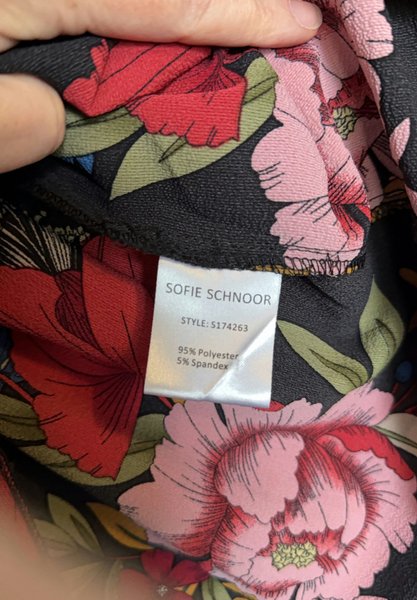 SOFIE SCHNOOR
STYLE: S174263
95% Polyester
5% Spandex